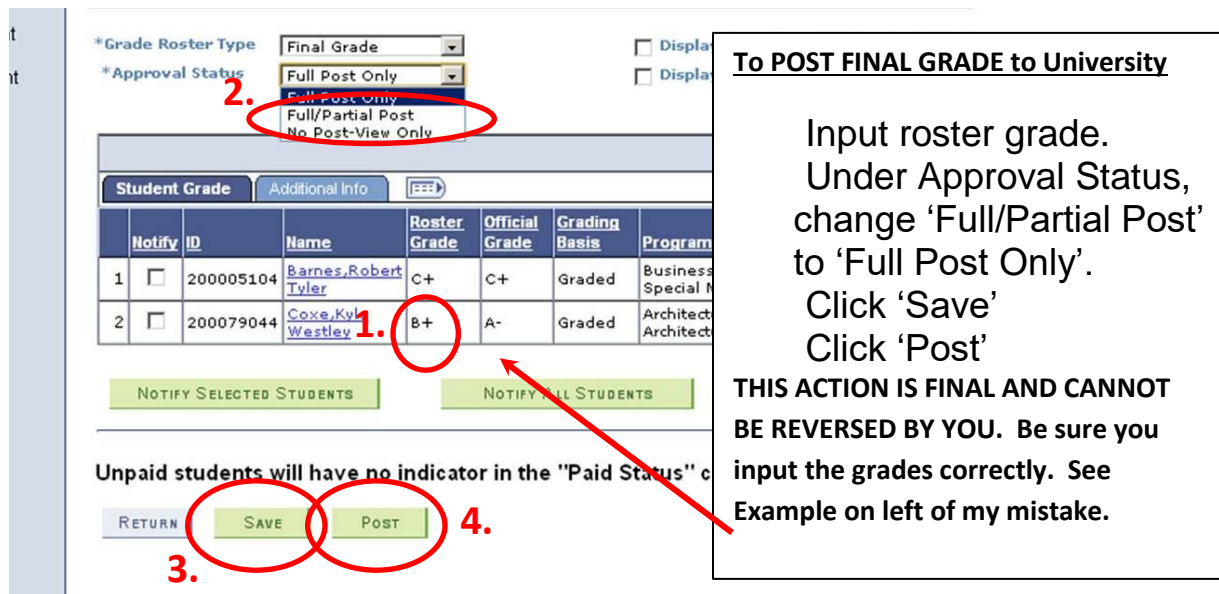 *Grade Roster Type Final Grade
*Approval Status Full Post Only
2. Full Post Only
Full/Partial Post
No Post-View Only
Student Grade Additional Info
Notify ID Name Roster Grade Official Grade Grading Basis Program
1 200005104 Barnes,Robert Tyler C+ C+ Graded Business Special
2 200079044 Westley 1. B+ A- Graded
NOTIFY SELECTED STUDENTS NOTIFY ALL STUDENTS
Unpaid students will have no indicator in the "Paid Status"
RETURN SAVE POST 4.
3.
To POST FINAL GRADE to University
Input roster grade.
Under Approval Status,
change ‘Full/Partial Post’
to ‘Full Post Only’.
Click ‘Save’
Click ‘Post’
THIS ACTION IS FINAL AND CANNOT
BE REVERSED BY YOU. Be sure you
input the grades correctly. See
Example on left of my mistake.